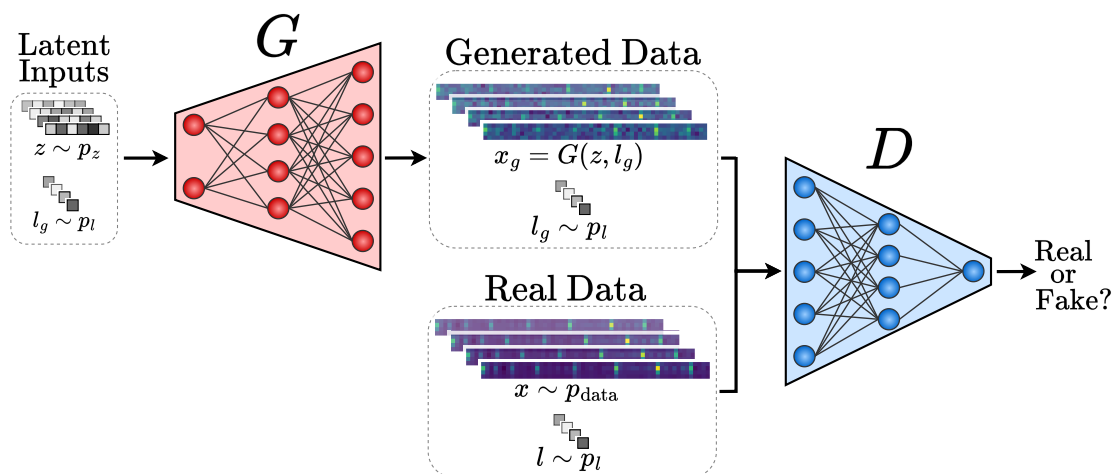 Latent
Inputs
z ∼ p_z
l_g ∼ p_l
G
Generated Data
x_g = G(z, l_g)
l_g ∼ p_l
Real Data
x ∼ p_data
l ∼ p_l
D
Real
or
Fake?